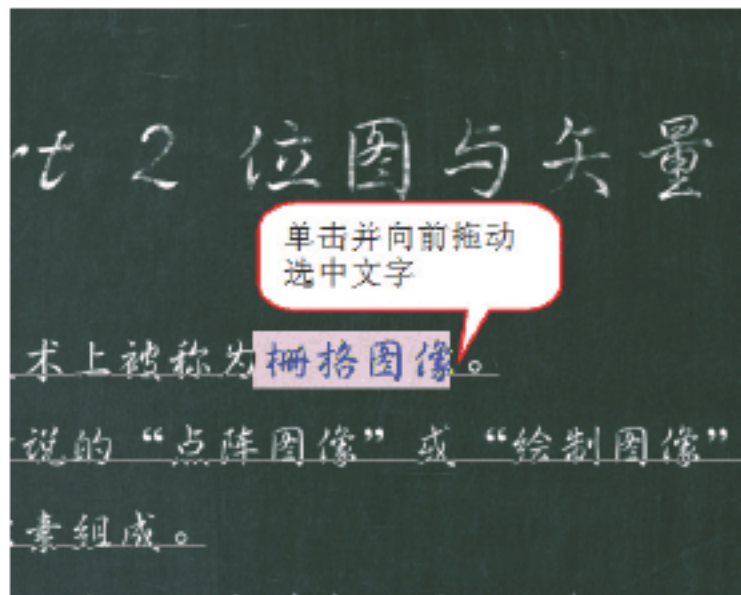 rt 2 位图与矢量
单击并向前拖动
选中文字
术上被称为栅格图像。
说的“点阵图像”或“绘制图像”
素组成。